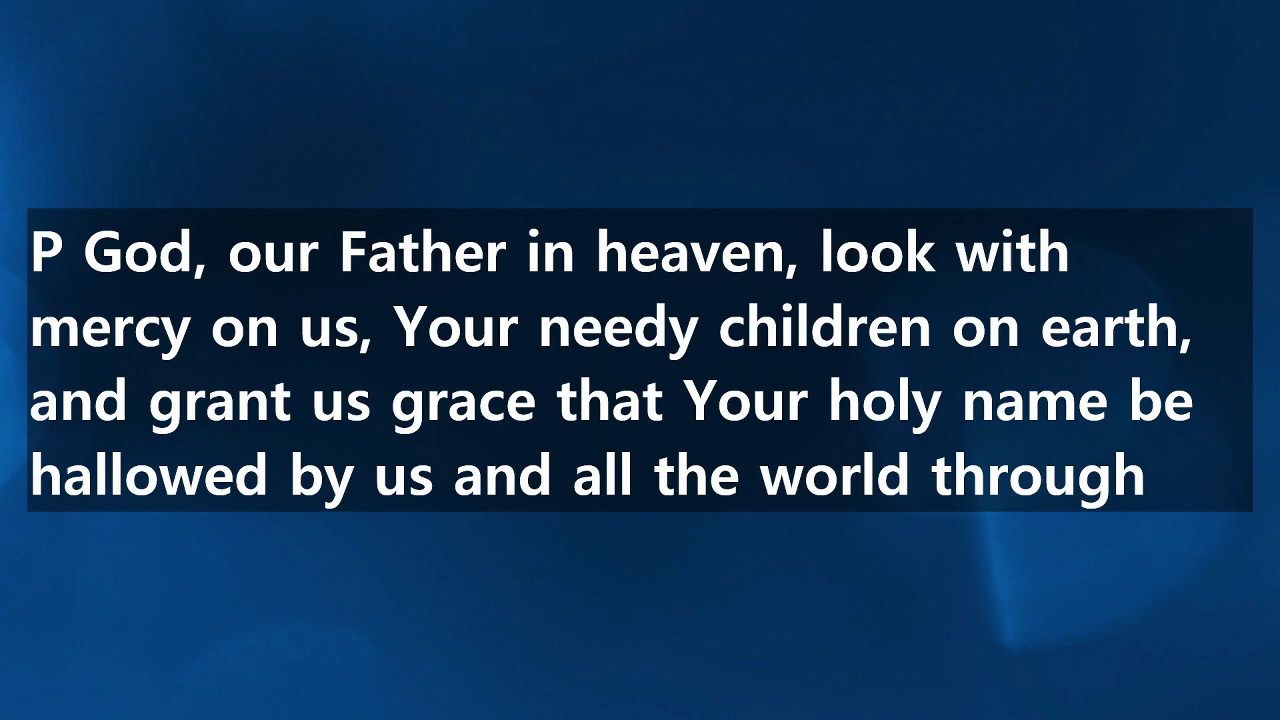 P God, our Father in heaven, look with
mercy on us, Your needy children on earth,
and grant us grace that Your holy name be
hallowed by us and all the world through